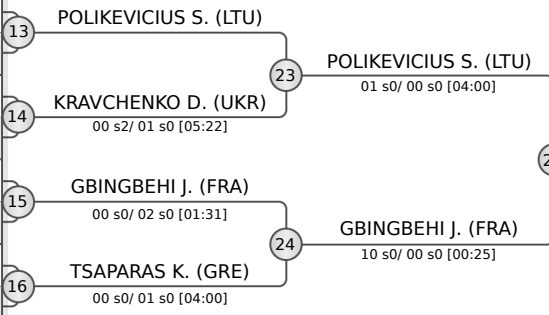 POLIKEVICIUS S. (LTU)
13
23
POLIKEVICIUS S. (LTU)
01 s0/ 00 s0 [04:00]
KRAVCHENKO D. (UKR)
14
00 s2/ 01 s0 [05:22]
GBINGBEHI J. (FRA)
15
00 s0/ 02 s0 [01:31]
24
GBINGBEHI J. (FRA)
10 s0/ 00 s0 [00:25]
TSAPARAS K. (GRE)
16
00 s0/ 01 s0 [04:00]